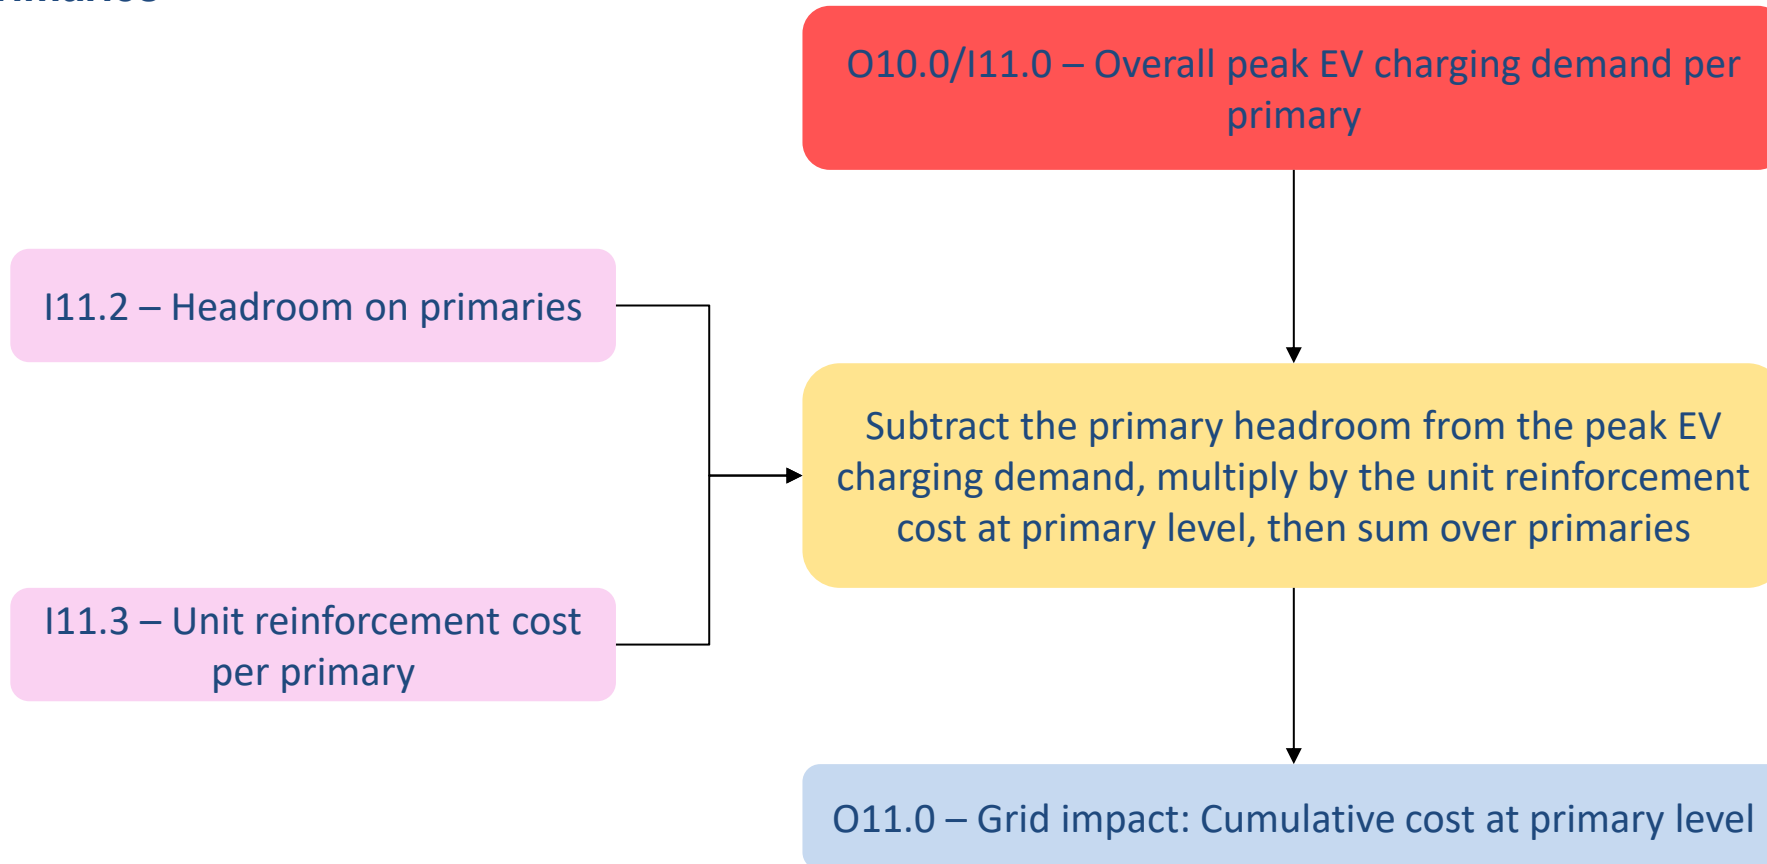 O10.0/I11.0 – Overall peak EV charging demand per
primary
I11.2 – Headroom on primaries
Subtract the primary headroom from the peak EV
charging demand, multiply by the unit reinforcement
cost at primary level, then sum over primaries
I11.3 – Unit reinforcement cost
per primary
O11.0 – Grid impact: Cumulative cost at primary level